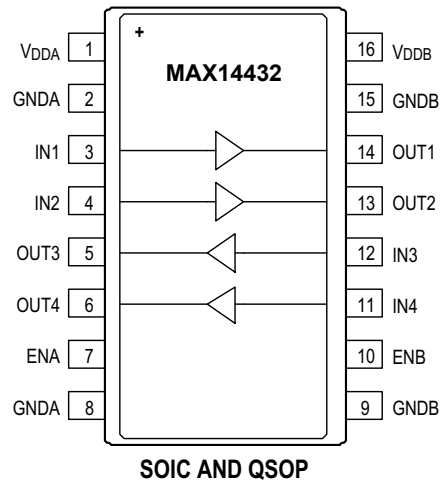 +
MAX14432
VDDA 1 16 VDDB
GNDA 2 15 GNDB
IN1 3 14 OUT1
IN2 4 13 OUT2
OUT3 5 12 IN3
OUT4 6 11 IN4
ENA 7 10 ENB
GNDA 8 9 GNDB
SOIC AND QSOP